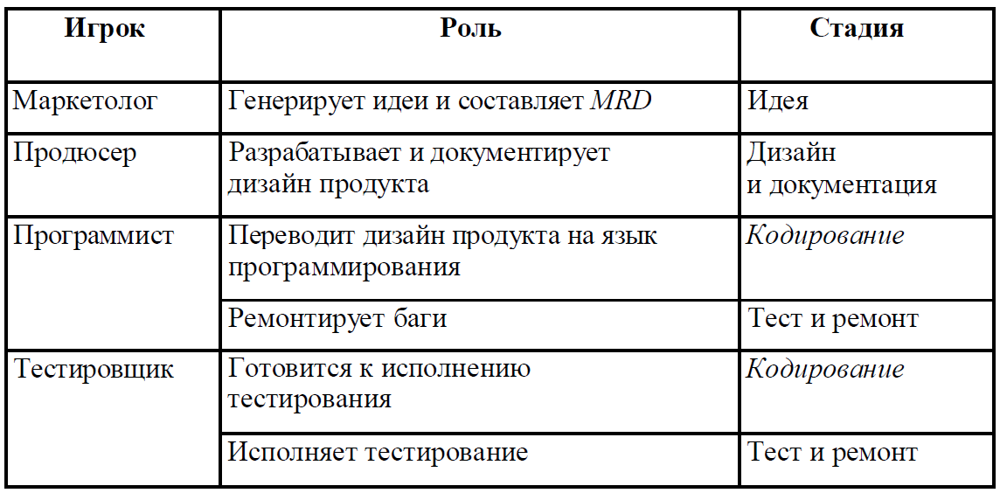 Игрок Роль Стадия
Маркетолог Генерирует идеи и составляет MRD Идея
Продюсер Разрабатывает и документирует Дизайн
дизайн продукта и документация
Программист Переводит дизайн продукта на язык Кодирование
программирования
Ремонтирует баги Тест и ремонт
Тестировщик Готовится к исполнению Кодирование
тестирования
Исполняет тестирование Тест и ремонт